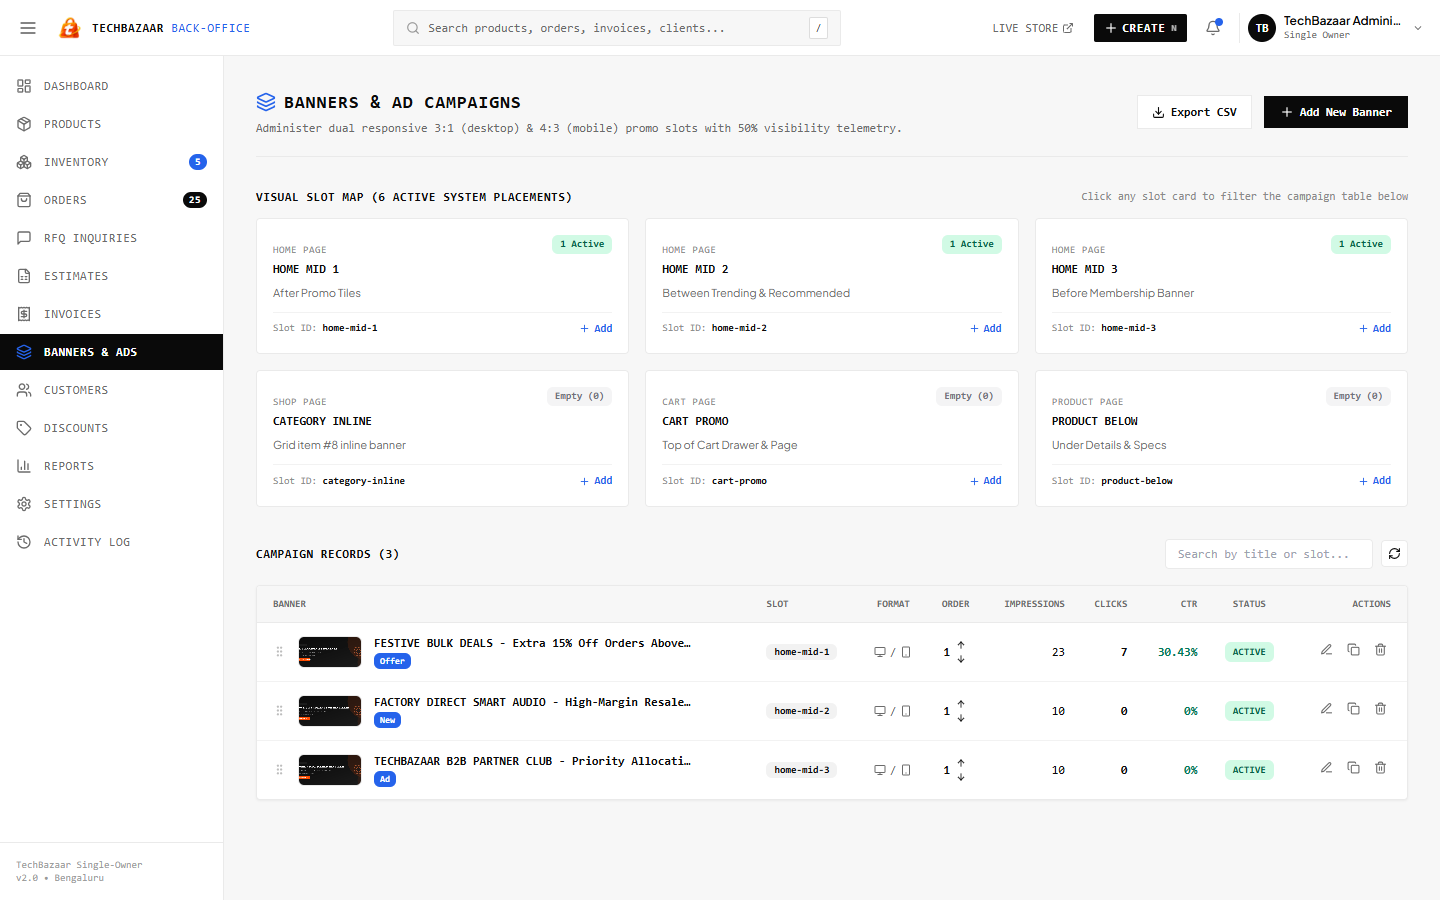 TECHBAZAAR BACK-OFFICE
Search products, orders, invoices, clients...
/
LIVE STORE
+ CREATE N
TB
TechBazaar Admini...
Single Owner
DASHBOARD
PRODUCTS
INVENTORY 5
ORDERS 25
RFQ INQUIRIES
ESTIMATES
INVOICES
BANNERS & ADS
CUSTOMERS
DISCOUNTS
REPORTS
SETTINGS
ACTIVITY LOG
TechBazaar Single-Owner
v2.0 • Bengaluru
BANNERS & AD CAMPAIGNS
Administer dual responsive 3:1 (desktop) & 4:3 (mobile) promo slots with 50% visibility telemetry.
Export CSV
+ Add New Banner
VISUAL SLOT MAP (6 ACTIVE SYSTEM PLACEMENTS)
Click any slot card to filter the campaign table below
HOME PAGE
1 Active
HOME MID 1
After Promo Tiles
Slot ID: home-mid-1
+ Add
HOME PAGE
1 Active
HOME MID 2
Between Trending & Recommended
Slot ID: home-mid-2
+ Add
HOME PAGE
1 Active
HOME MID 3
Before Membership Banner
Slot ID: home-mid-3
+ Add
SHOP PAGE
Empty (0)
CATEGORY INLINE
Grid item #8 inline banner
Slot ID: category-inline
+ Add
CART PAGE
Empty (0)
CART PROMO
Top of Cart Drawer & Page
Slot ID: cart-promo
+ Add
PRODUCT PAGE
Empty (0)
PRODUCT BELOW
Under Details & Specs
Slot ID: product-below
+ Add
CAMPAIGN RECORDS (3)
Search by title or slot...
BANNER SLOT FORMAT ORDER IMPRESSIONS CLICKS CTR STATUS ACTIONS
FESTIVE BULK DEALS - Extra 15% Off Orders Above…
Offer
home-mid-1 / 1 23 7 30.43% ACTIVE
FACTORY DIRECT SMART AUDIO - High-Margin Resale…
New
home-mid-2 / 1 10 0 0% ACTIVE
TECHBAZAAR B2B PARTNER CLUB - Priority Allocati…
Ad
home-mid-3 / 1 10 0 0% ACTIVE